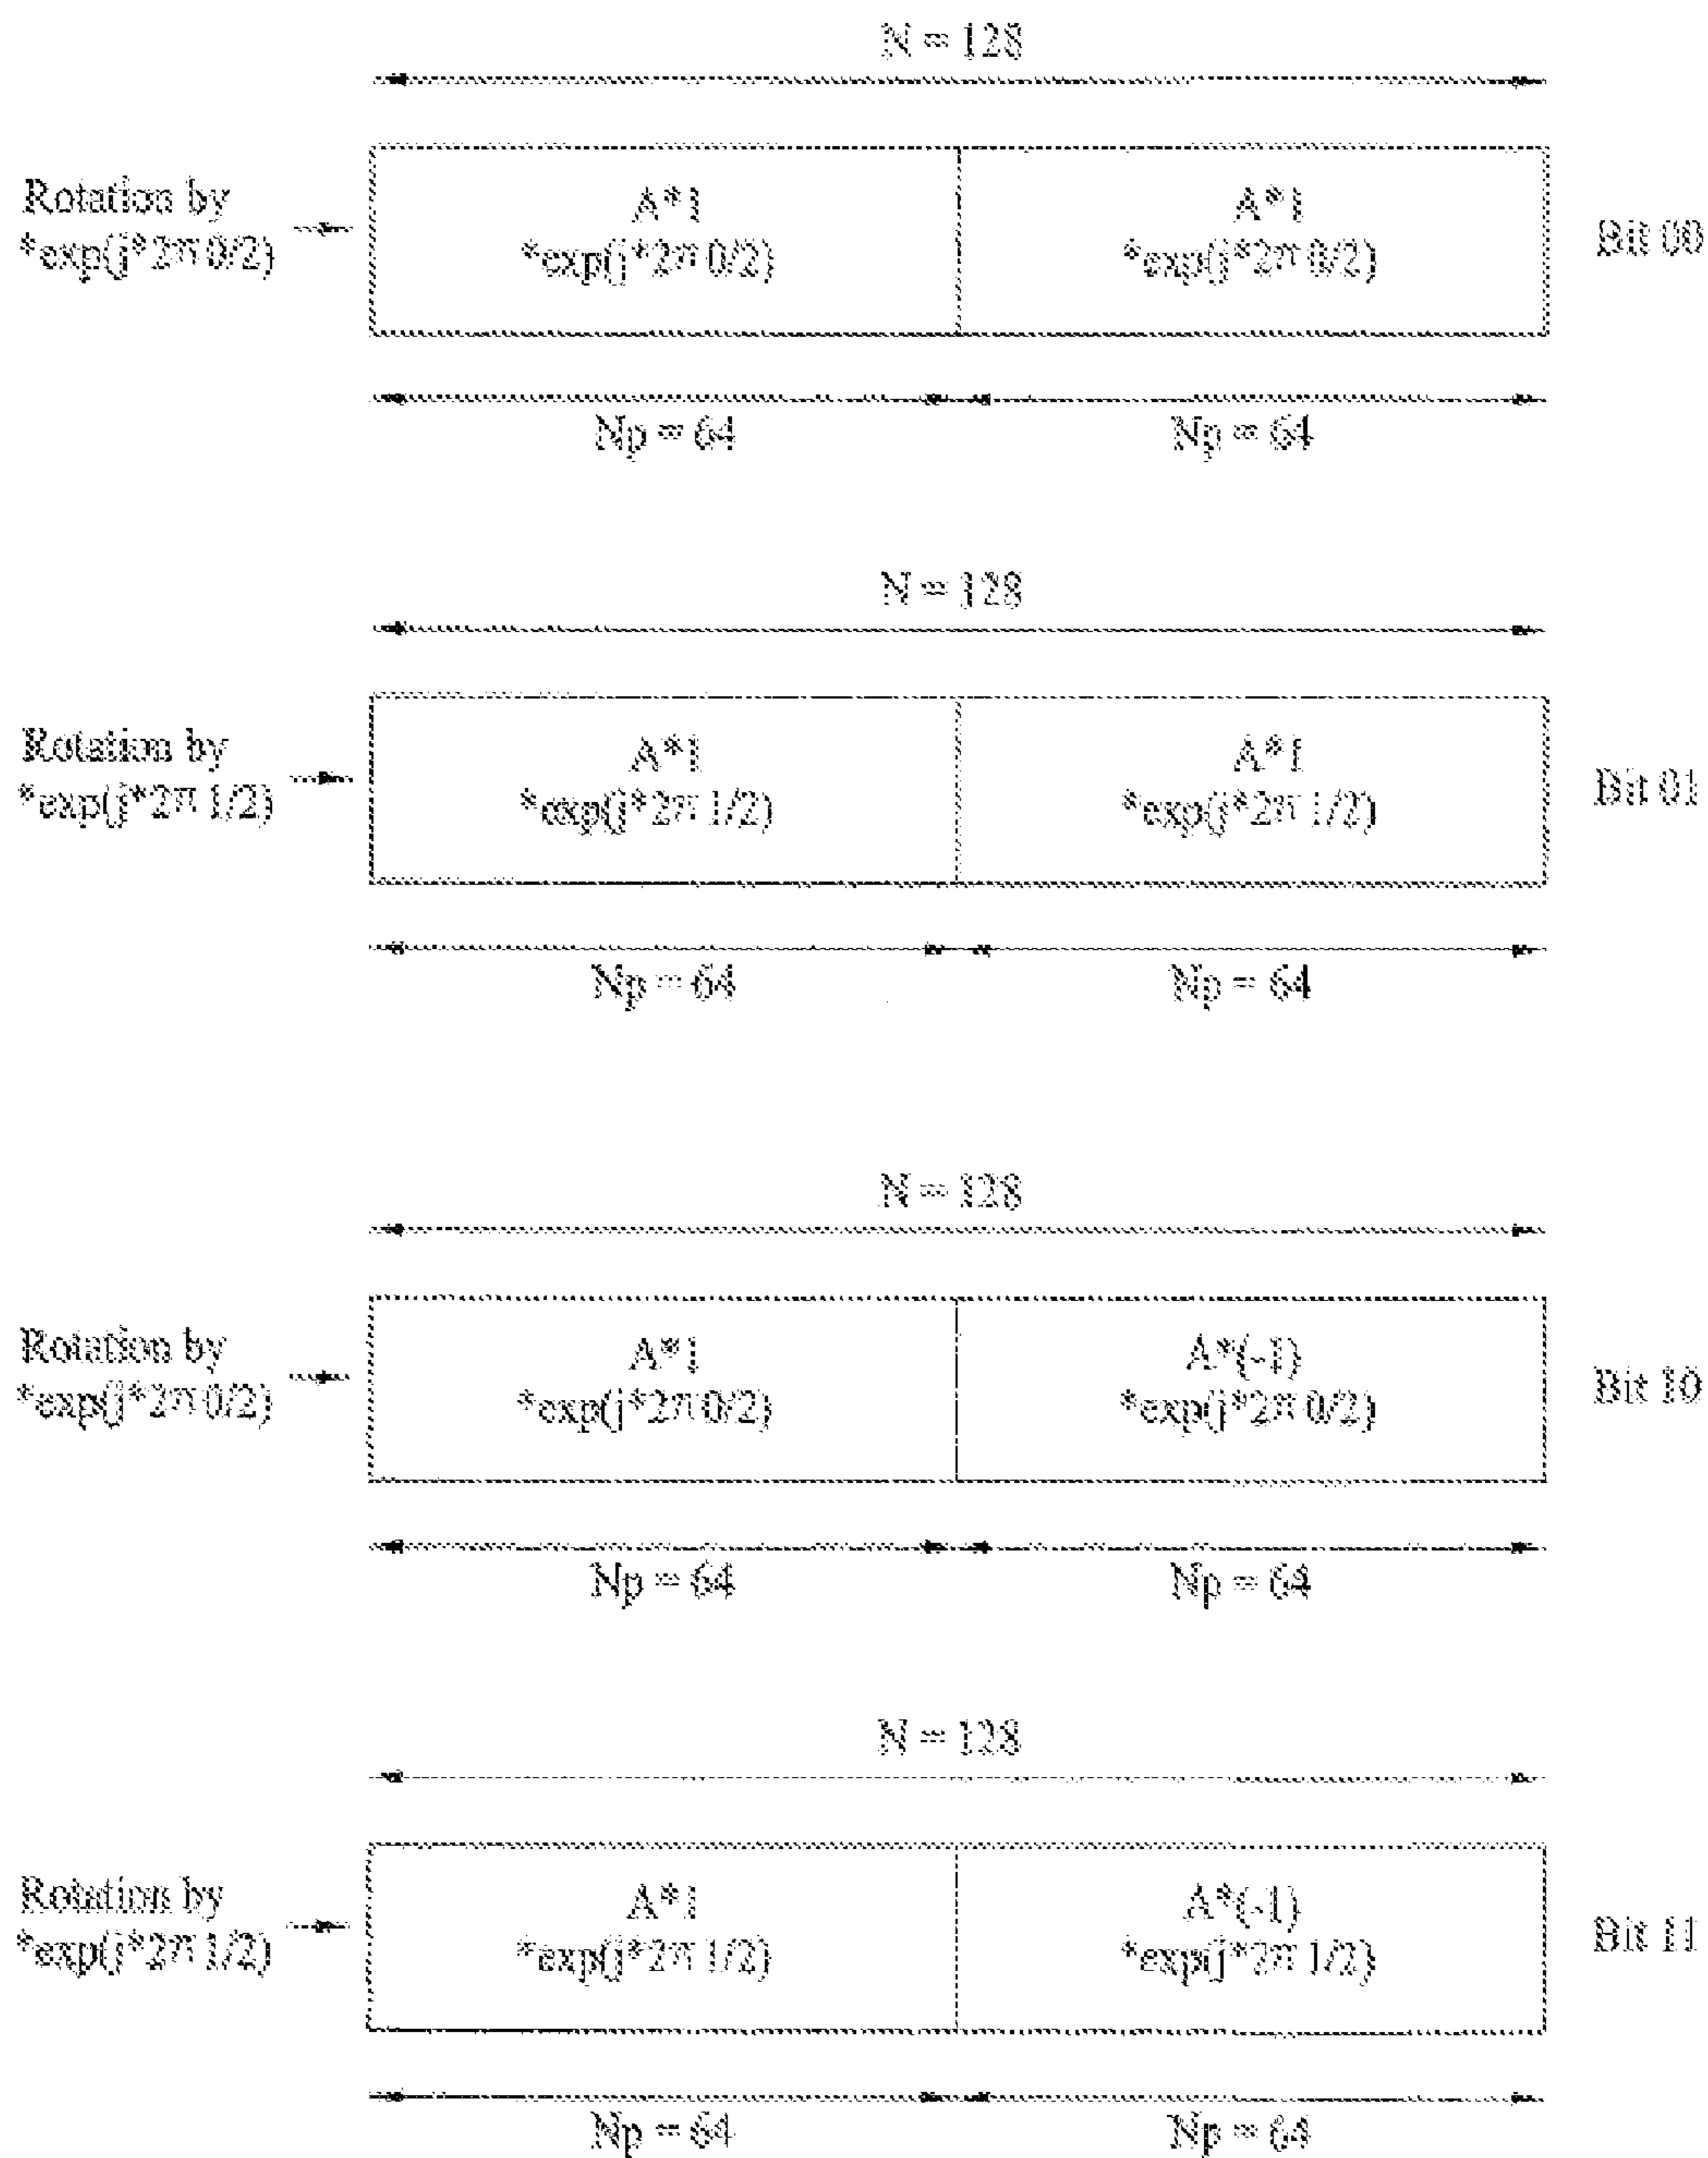 N = 128
Rotation by
*exp(j*2π 0/2)
A*1
*exp(j*2π 0/2)
A*1
*exp(j*2π 0/2)
Bit 00
Np = 64
Np = 64
N = 128
Rotation by
*exp(j*2π 1/2)
A*1
*exp(j*2π 1/2)
A*1
*exp(j*2π 1/2)
Bit 01
Np = 64
Np = 64
N = 128
Rotation by
*exp(j*2π 0/2)
A*1
*exp(j*2π 0/2)
A*(-1)
*exp(j*2π 0/2)
Bit 10
Np = 64
Np = 64
N = 128
Rotation by
*exp(j*2π 1/2)
A*1
*exp(j*2π 1/2)
A*(-1)
*exp(j*2π 1/2)
Bit 11
Np = 64
Np = 64